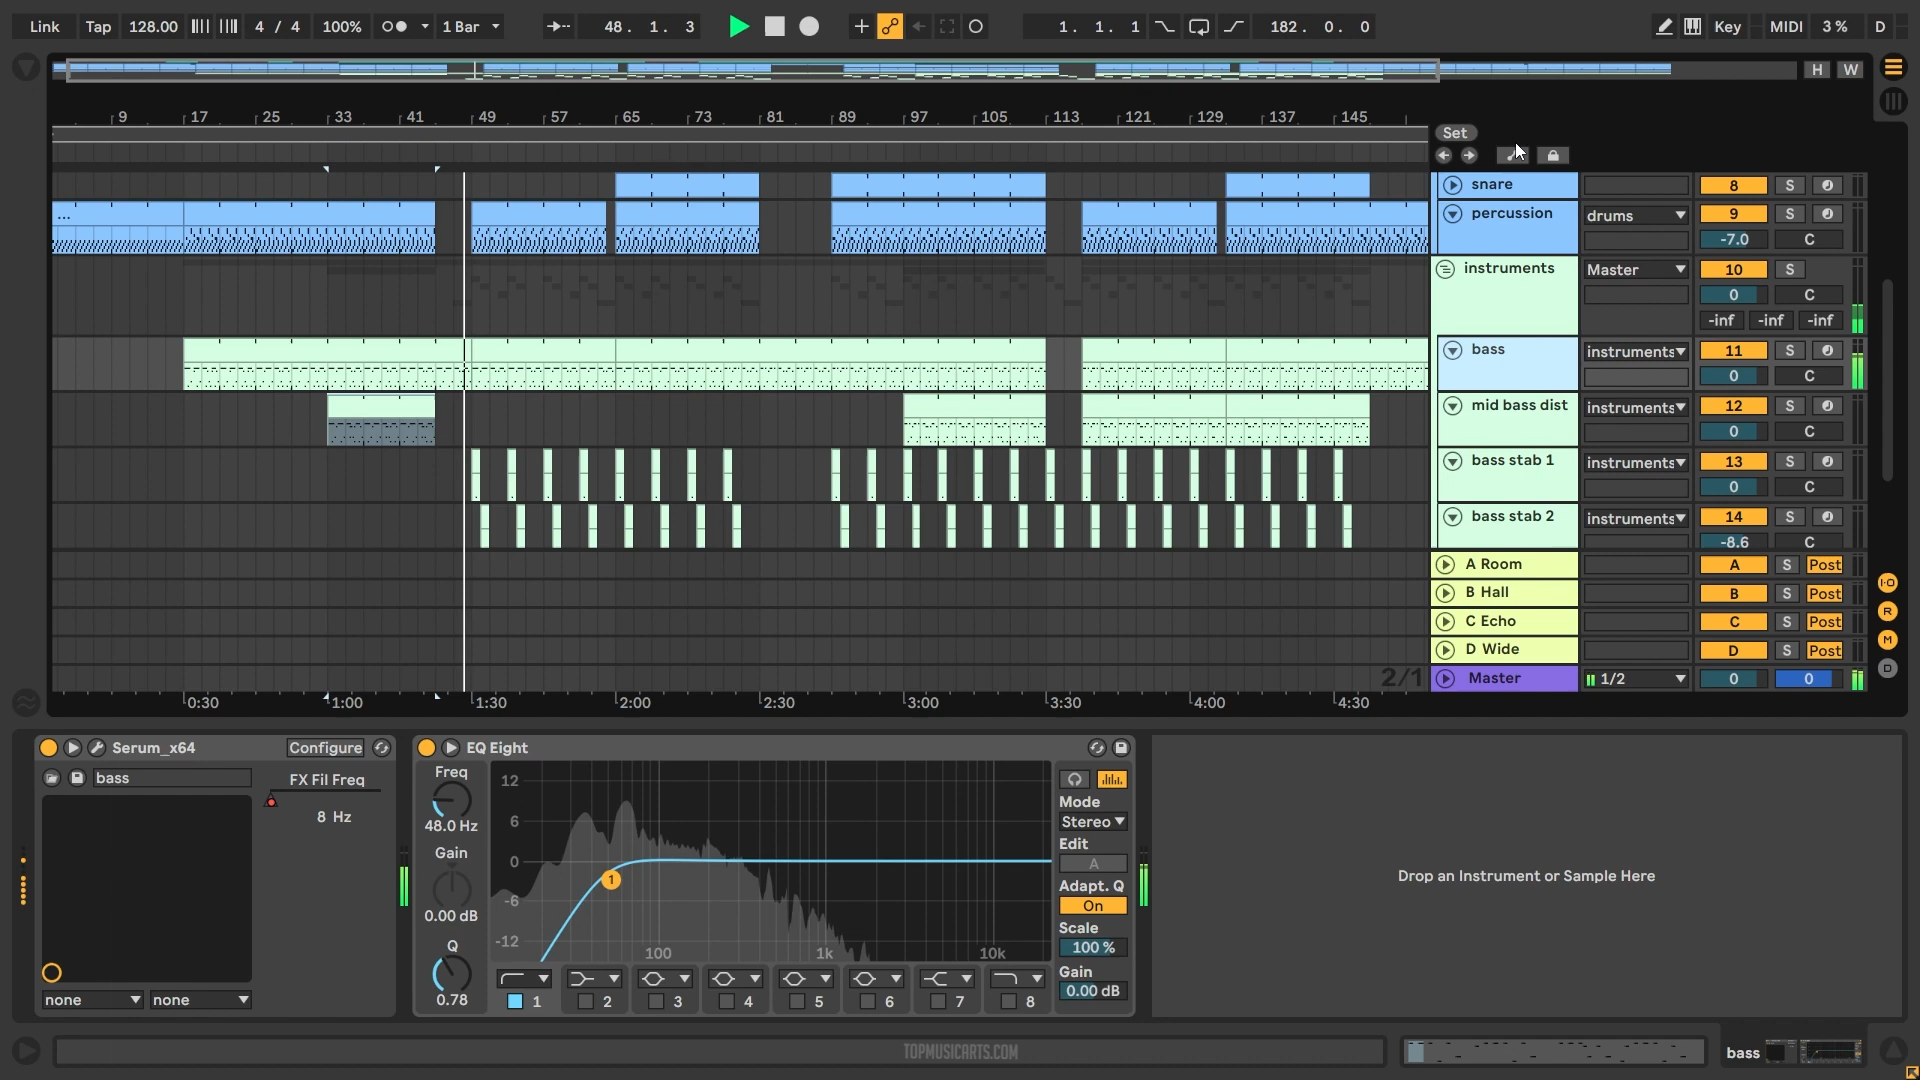 Link Tap 128.00 4 / 4 100% 1 Bar 48. 1. 3 1. 1. 1 182. 0. 0 Key MIDI 3 % D
H W
9 17 25 33 41 49 57 65 73 81 89 97 105 113 121 129 137 145
Set
snare 8 S
... percussion drums 9 S
-7.0 C
instruments Master 10 S
0 C
-inf -inf -inf
bass instruments 11 S
0 C
mid bass dist instruments 12 S
0 C
bass stab 1 instruments 13 S
0 C
bass stab 2 instruments 14 S
-8.6 C
A Room A S Post
B Hall B S Post
C Echo C S Post
D Wide D S Post
2/1 Master 1/2 0 0
I·O
R
M
D
0:30 1:00 1:30 2:00 2:30 3:00 3:30 4:00 4:30
Serum_x64 Configure
bass FX Fil Freq
8 Hz
none none
EQ Eight
Freq
48.0 Hz
Gain
0.00 dB
Q
0.78
12
6
0
-6
-12
100 1k 10k
1
1 2 3 4 5 6 7 8
Mode
Stereo
Edit
A
Adapt. Q
On
Scale
100 %
Gain
0.00 dB
Drop an Instrument or Sample Here
TOPMUSICARTS.COM
bass